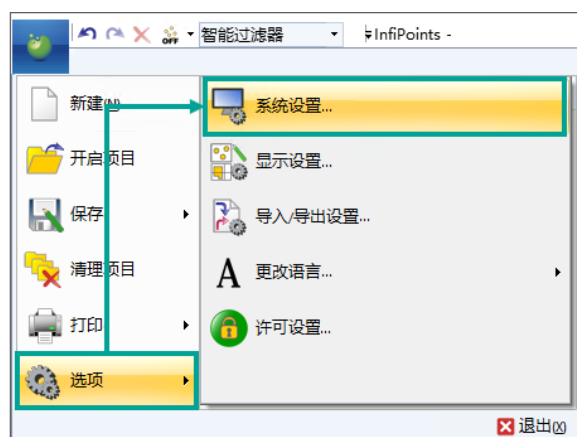 OFF 智能过滤器 InfiPoints -
新建(N)
开启项目
保存
清理项目
打印
选项
系统设置...
显示设置...
导入/导出设置...
A 更改语言...
许可设置...
退出(X)